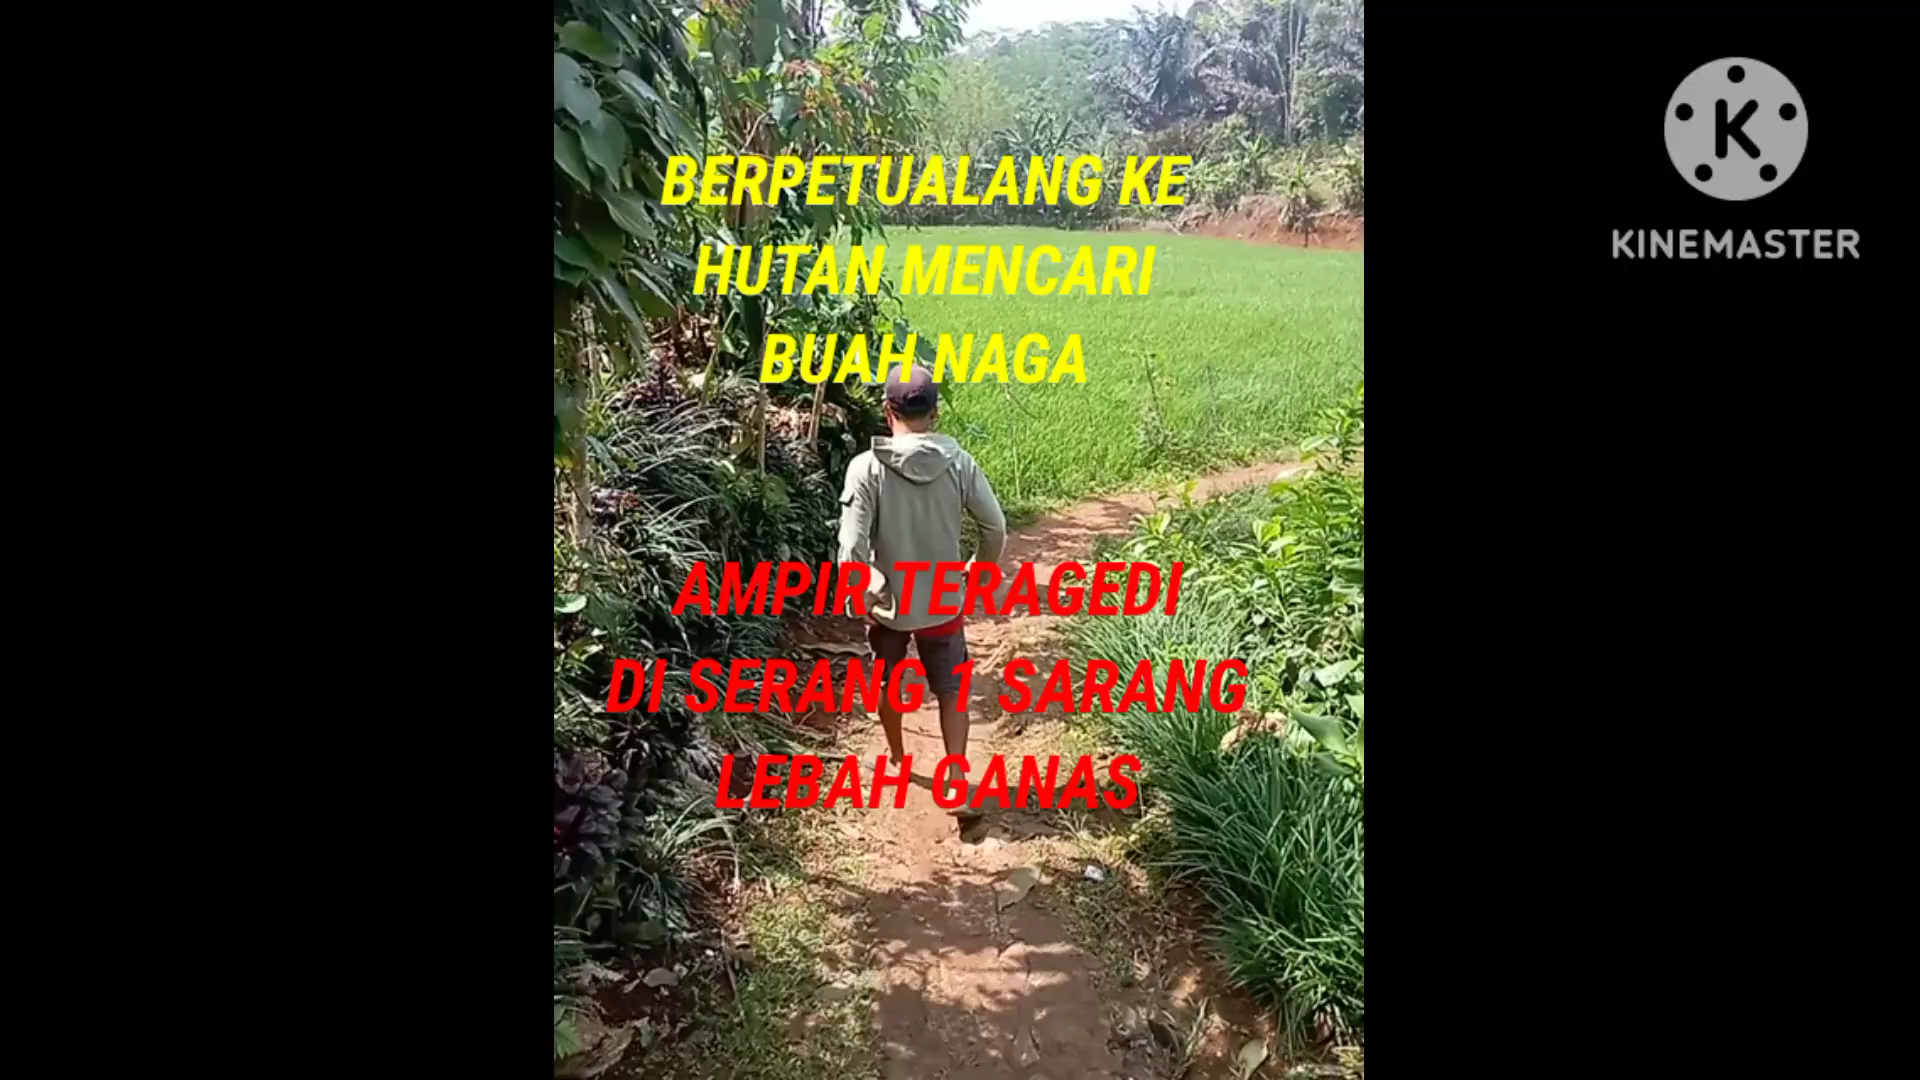 BERPETUALANG KE
HUTAN MENCARI
BUAH NAGA
AMPIR TERAGEDI
DI SERANG 1 SARANG
LEBAH GANAS
K
KINEMASTER